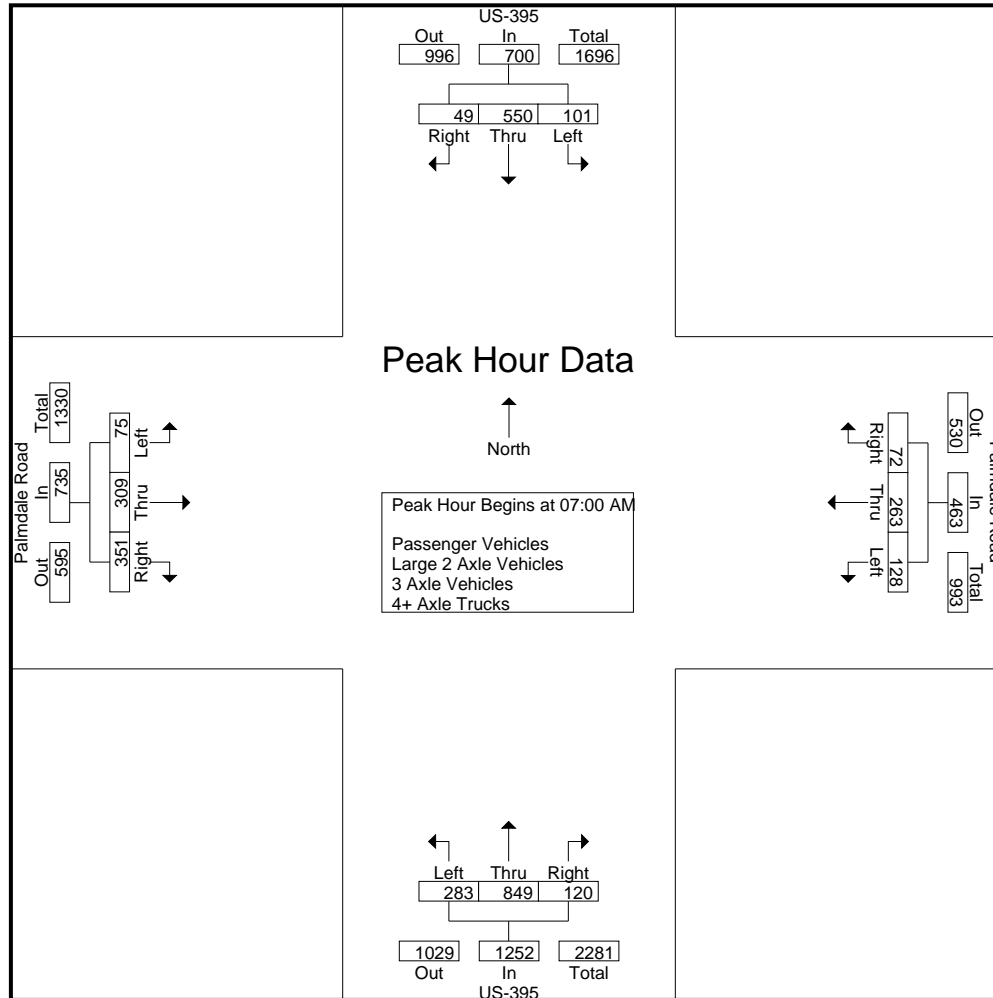 US-395
Out In Total
996 700 1696
49 550 101
Right Thru Left
Peak Hour Data
North
Peak Hour Begins at 07:00 AM
Passenger Vehicles
Large 2 Axle Vehicles
3 Axle Vehicles
4+ Axle Trucks
Palmdale Road
Out In Total
595 735 1330
351 309 75
Right Thru Left
Out In Total
530 463 993
72 263 128
Right Thru Left
Left Thru Right
283 849 120
1029 1252 2281
Out In Total
US-395